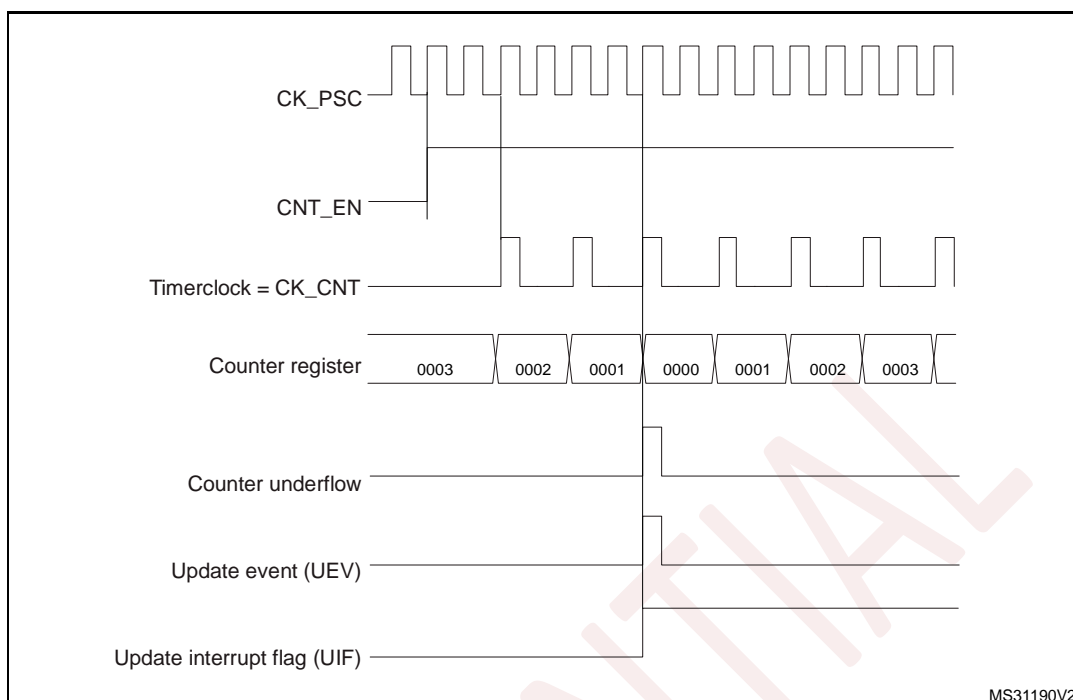 CK_PSC
CNT_EN
Timerclock = CK_CNT
Counter register 0003 0002 0001 0000 0001 0002 0003
Counter underflow
Update event (UEV)
Update interrupt flag (UIF)
NTIAL
MS31190V2